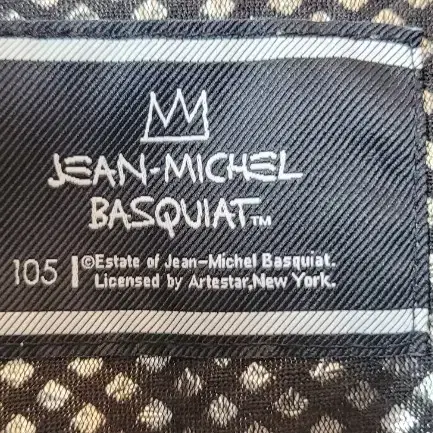 JEAN-MICHEL
BASQUIAT™
105
©Estate of Jean-Michel Basquiat.
Licensed by Artestar,New York.